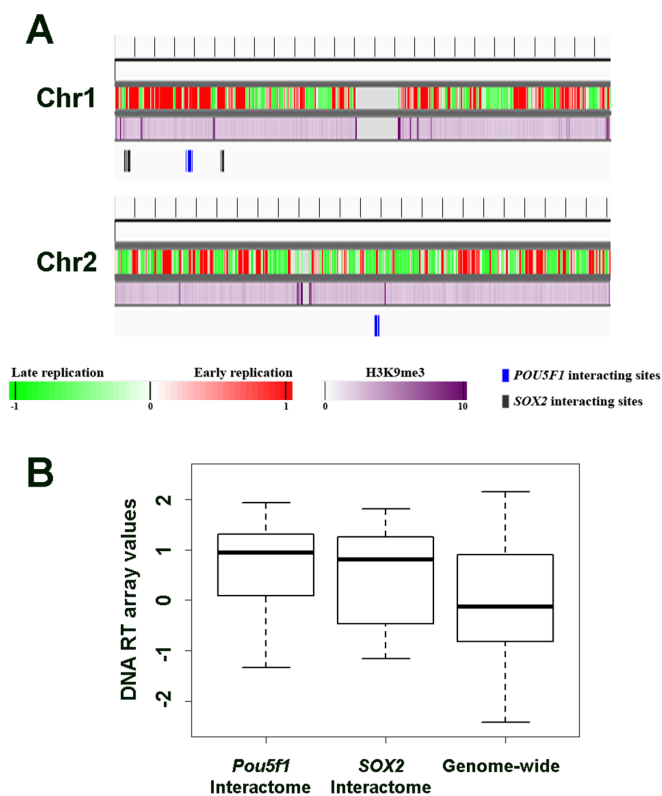 A
Chr1
Chr2
Late replication
Early replication
H3K9me3
-1
0
1
0
10
POU5F1 interacting sites
SOX2 interacting sites
B
DNA RT array values
2
1
0
-1
-2
Pou5f1
Interactome
SOX2
Interactome
Genome-wide